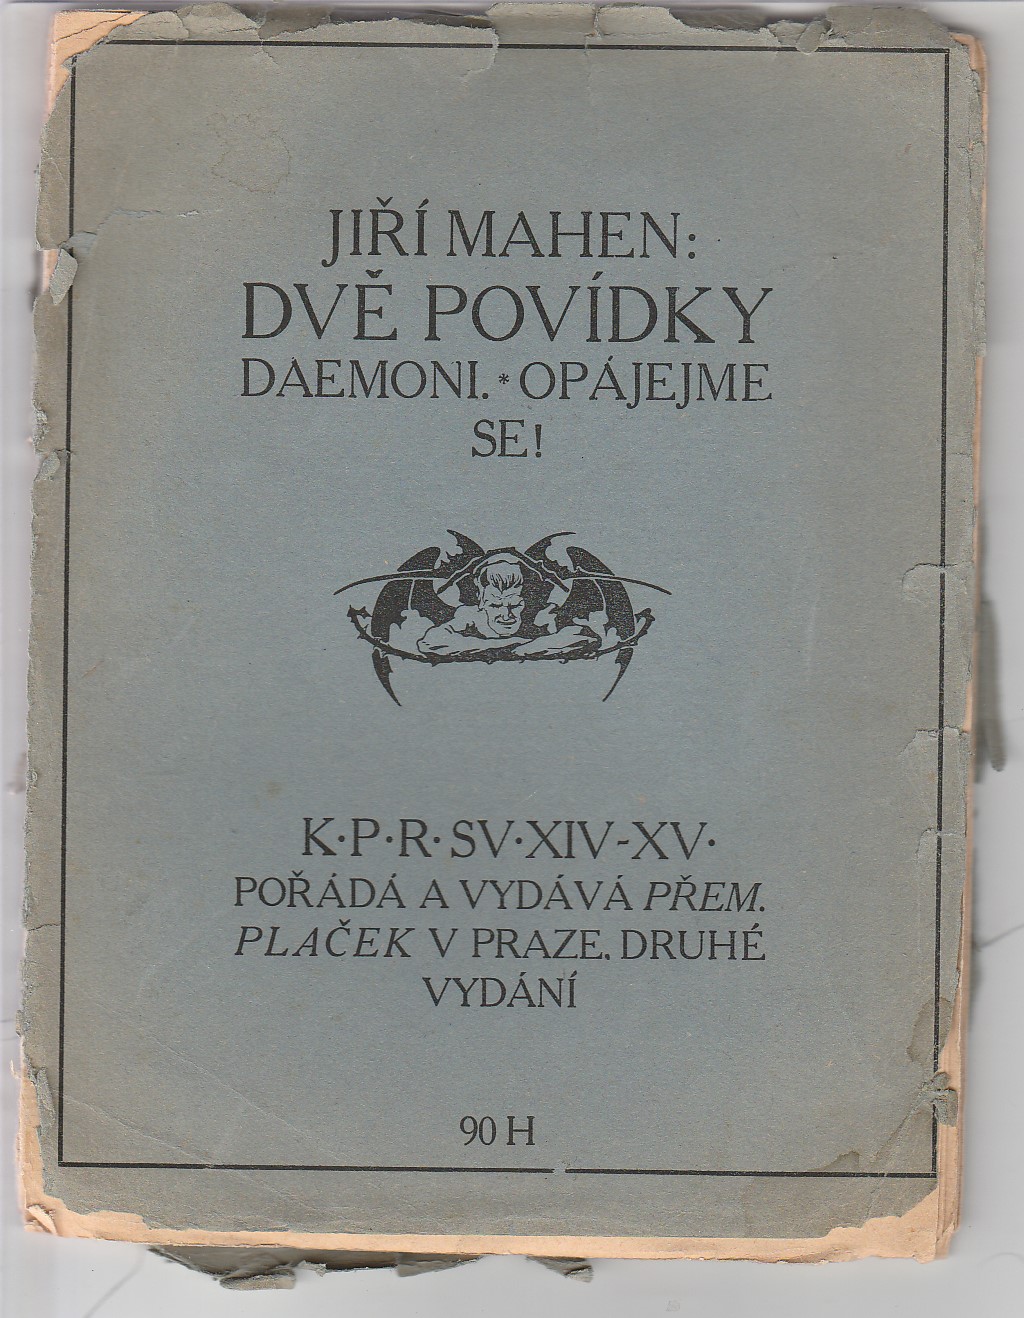 JIŘÍ MAHEN:
DVĚ POVÍDKY
DAEMONI. * OPÁJEJME
SE!
K·P·R· SV·XIV-XV·
POŘÁDÁ A VYDÁVÁ PŘEM.
PLAČEK V PRAZE. DRUHÉ
VYDÁNÍ
90 H